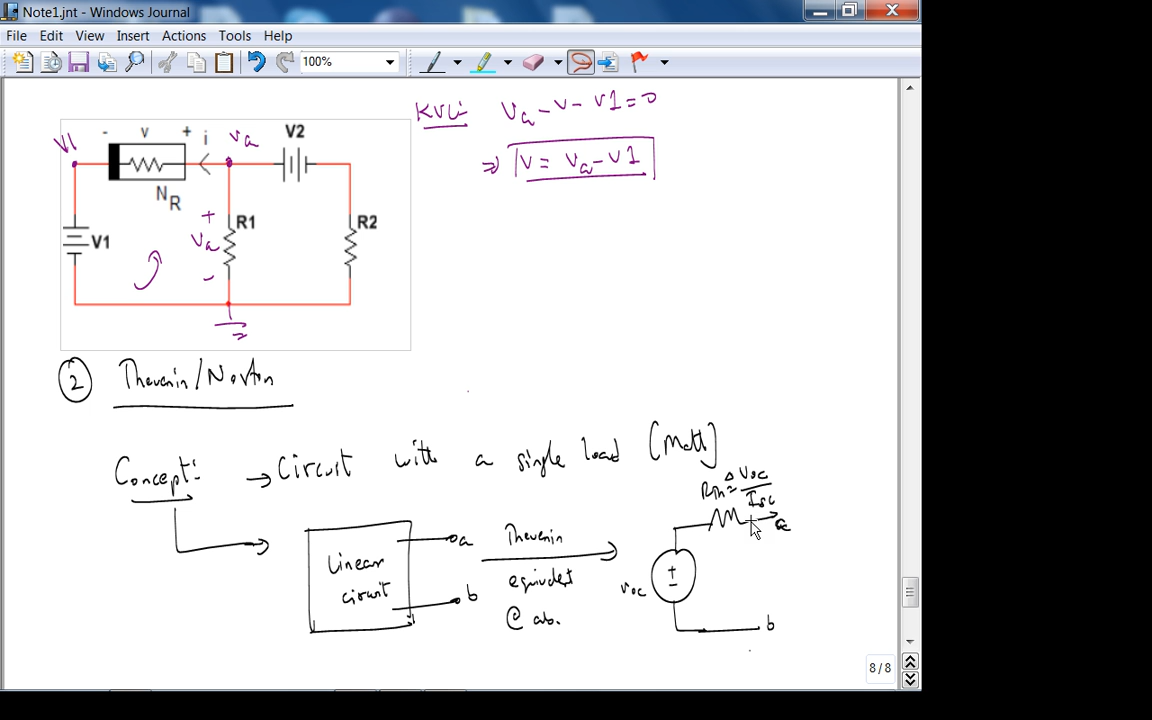 Note1.jnt - Windows Journal
File Edit View Insert Actions Tools Help
100%
KVL:- Va - V - V1 = 0
⇒ V = Va - V1
V1 - V + i Va V2
NR
+ R1 R2
Va
V1
-
2 Thevenin/Norton
Concept:- → Circuit with a single load (Matt)
Rth ≜ Voc
Isc
Linear circuit
a
b
Thevenin
equivalent
@ ab.
+
-
Voc
a
b
8 / 8